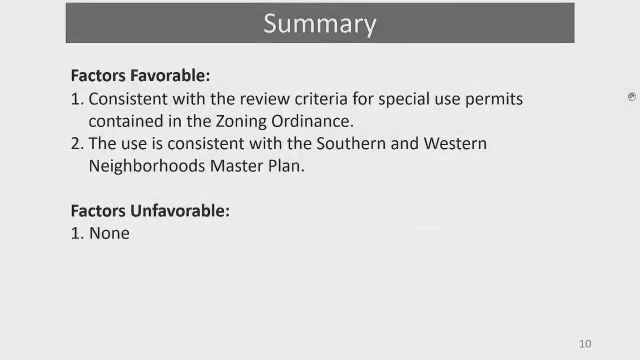 Summary
Factors Favorable:
1. Consistent with the review criteria for special use permits
contained in the Zoning Ordinance.
2. The use is consistent with the Southern and Western
Neighborhoods Master Plan.
Factors Unfavorable:
1. None
10